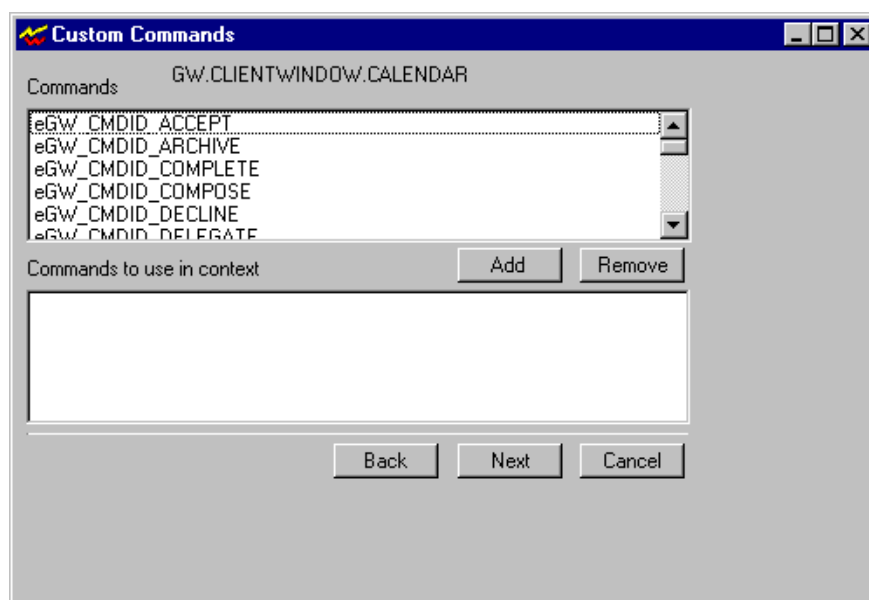 Custom Commands
Commands GW.CLIENTWINDOW.CALENDAR
eGW_CMDID_ACCEPT
eGW_CMDID_ARCHIVE
eGW_CMDID_COMPLETE
eGW_CMDID_COMPOSE
eGW_CMDID_DECLINE
eGW_CMDID_DELEGATE
Commands to use in context Add Remove
Back Next Cancel